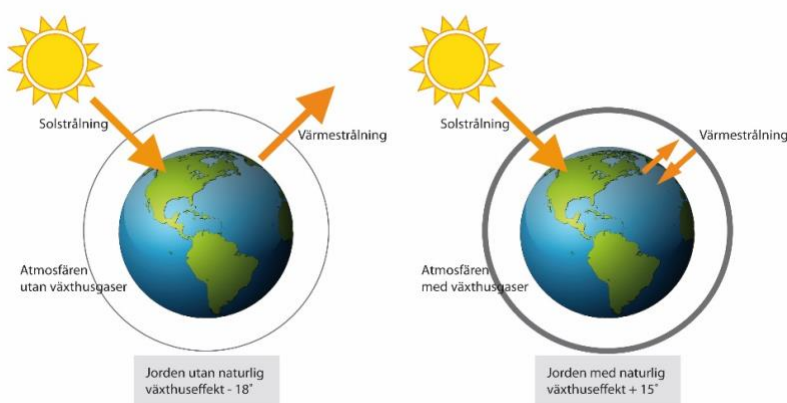 Solstrålning
Värmestrålning
Atmosfären
utan växthusgaser
Jorden utan naturlig
växthuseffekt - 18˚
Solstrålning
Värmestrålning
Atmosfären
med växthusgaser
Jorden med naturlig
växthuseffekt + 15˚